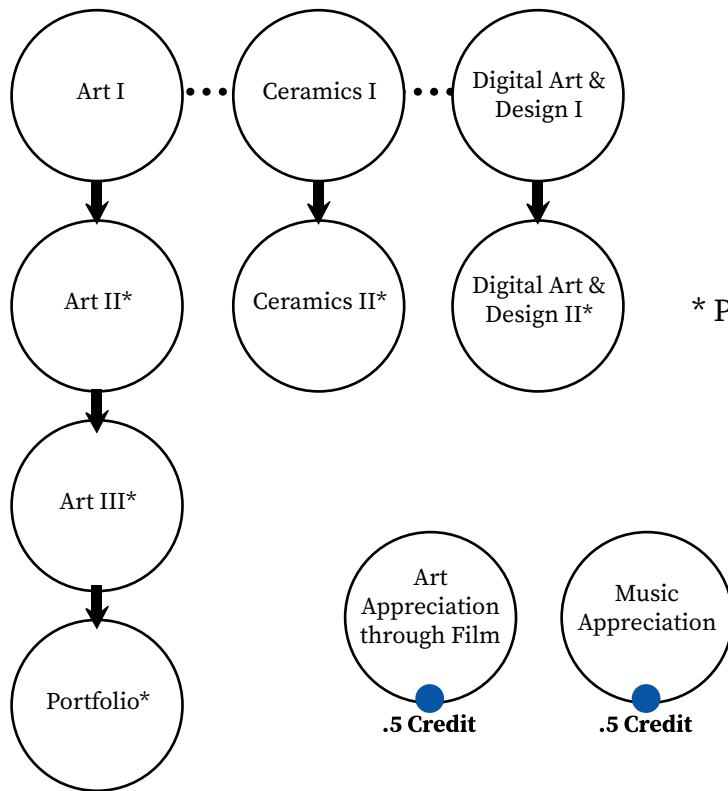 Art I
Ceramics I
Digital Art &
Design I
Art II*
Ceramics II*
Digital Art &
Design II*
* P
Art III*
Art
Appreciation
through Film
Music
Appreciation
Portfolio*
.5 Credit
.5 Credit